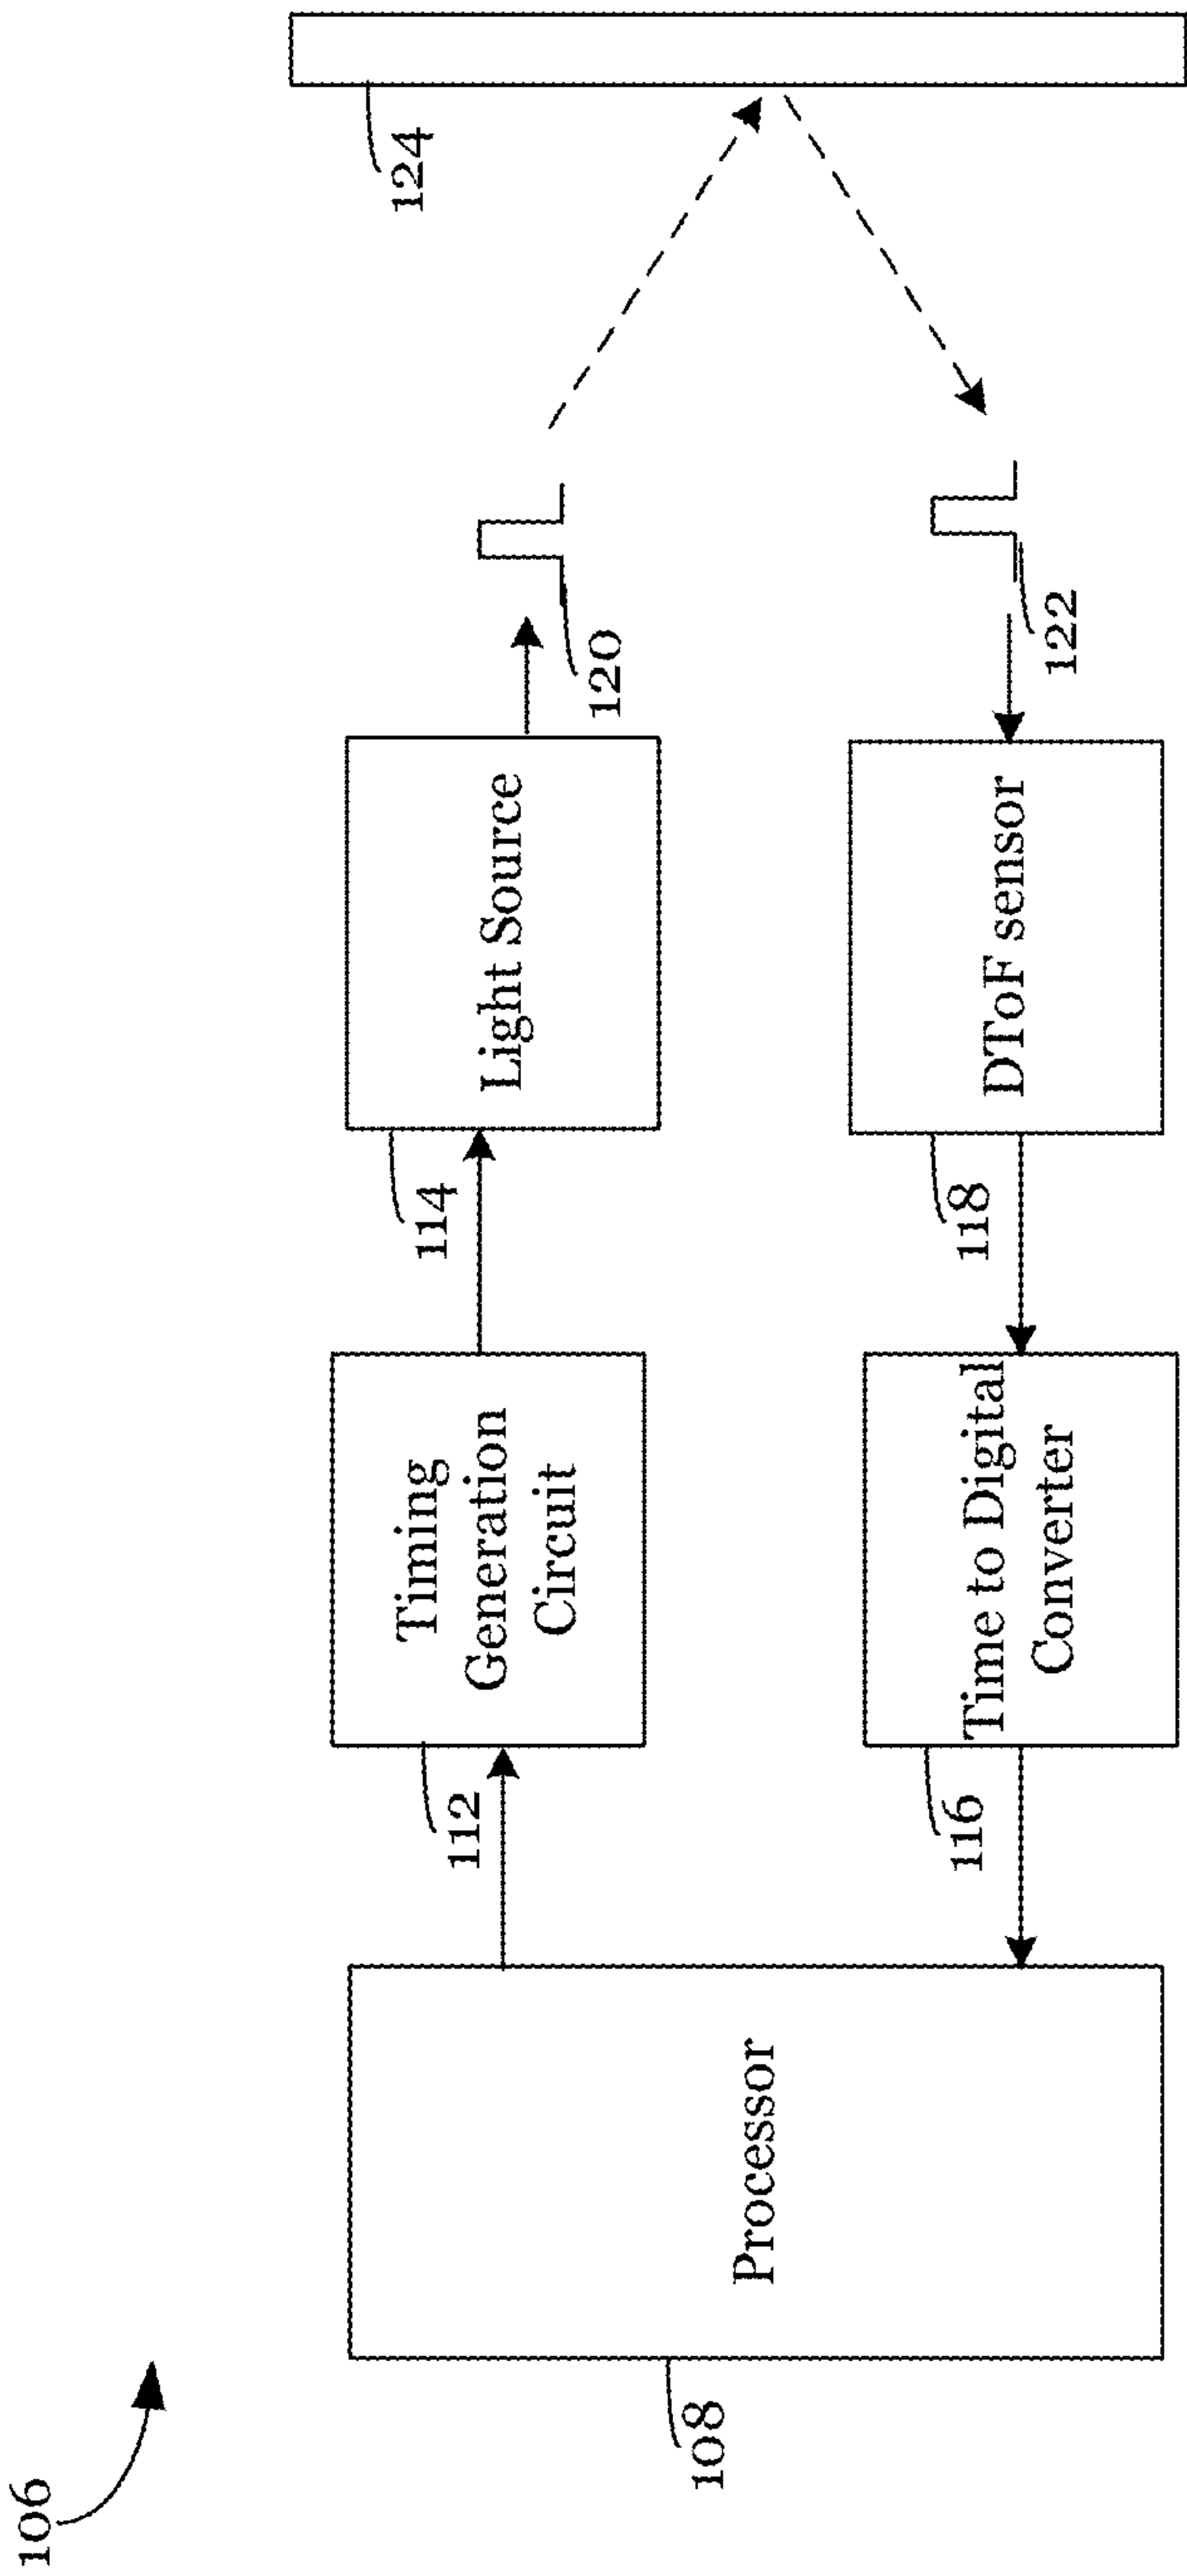 106
108
Processor
112
Timing
Generation
Circuit
114
Light Source
120
124
116
Time to Digital
Converter
118
DToF sensor
122